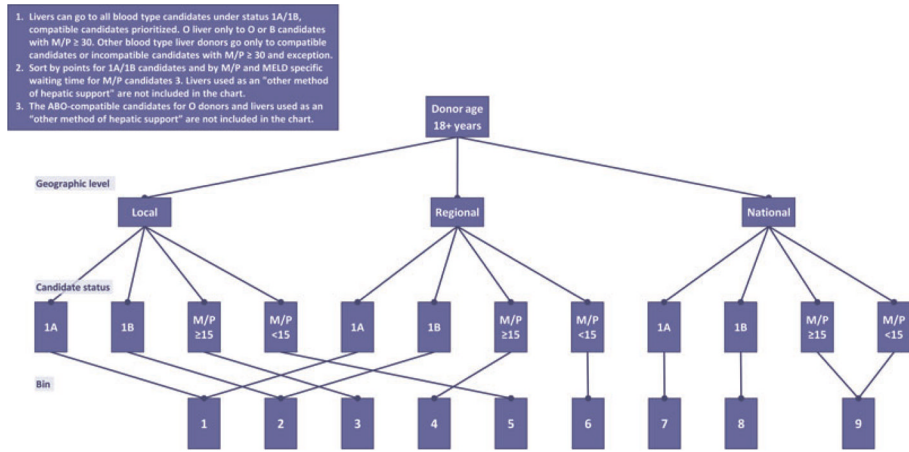 1. Livers can go to all blood type candidates under status 1A/1B,
compatible candidates prioritized. O liver only to O or B candidates
with M/P ≥ 30. Other blood type liver donors go only to compatible
candidates or incompatible candidates with M/P ≥ 30 and exception.
2. Sort by points for 1A/1B candidates and by M/P and MELD specific
waiting time for M/P candidates 3. Livers used as an "other method
of hepatic support" are not included in the chart.
3. The ABO-compatible candidates for O donors and livers used as an
"other method of hepatic support" are not included in the chart.
Donor age
18+ years
Geographic level
Local Regional National
Candidate status
1A 1B M/P ≥15 M/P <15 1A 1B M/P ≥15 M/P <15 1A 1B M/P ≥15 M/P <15
Bin
1 2 3 4 5 6 7 8 9